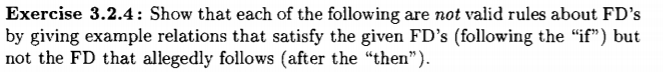 Exercise 3.2.4: Show that each of the following are not valid rules about FD's
by giving example relations that satisfy the given FD's (following the "if") but
not the FD that allegedly follows (after the "then").